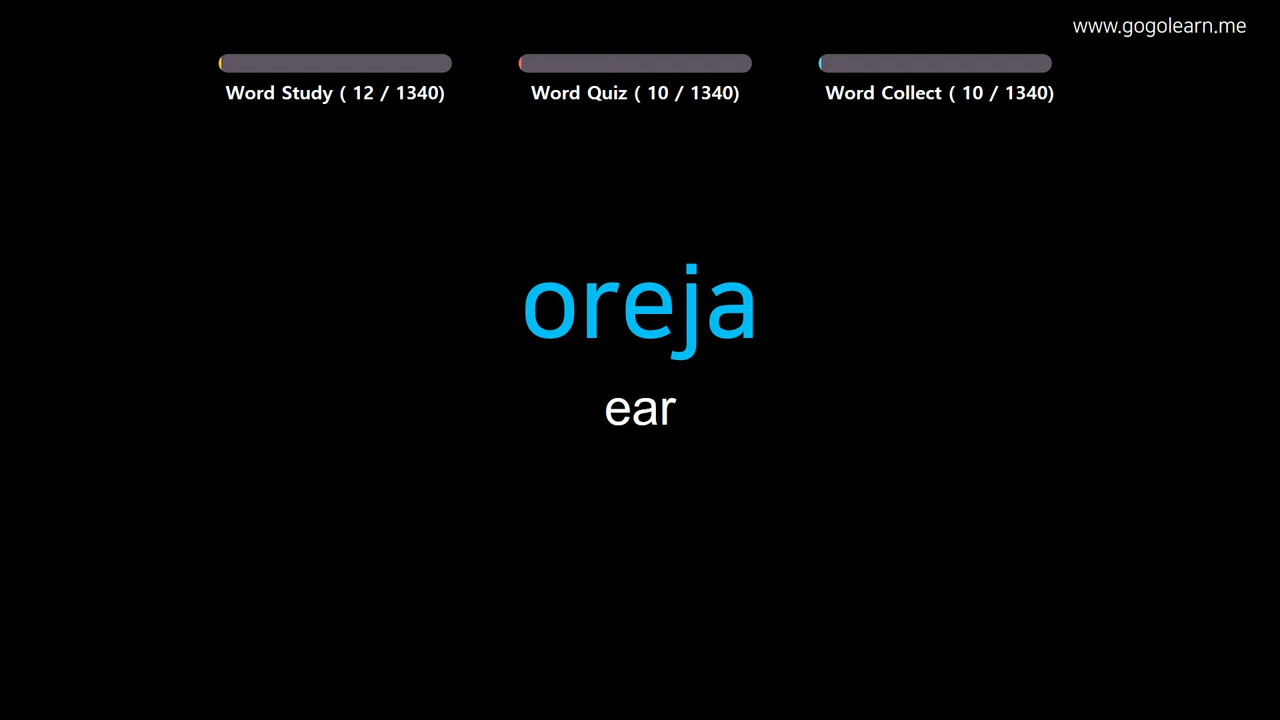 www.gogolearn.me
Word Study ( 12 / 1340)
Word Quiz ( 10 / 1340)
Word Collect ( 10 / 1340)
oreja
ear